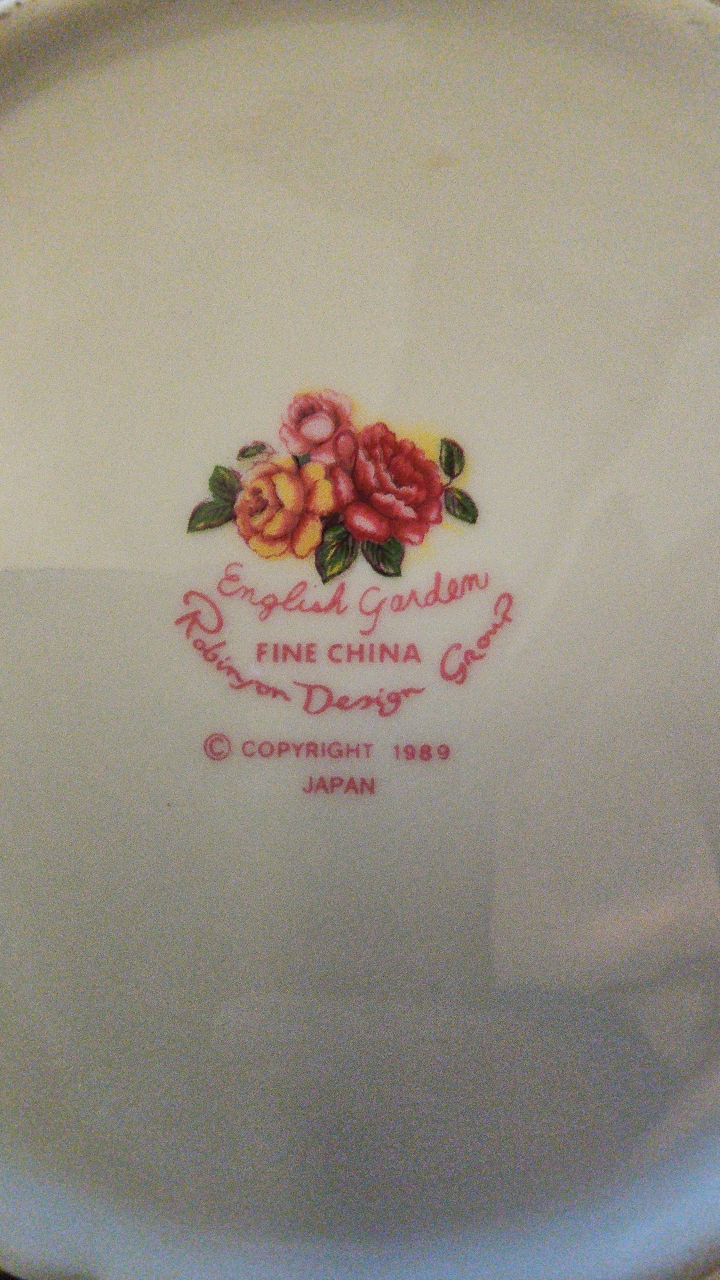 English Garden
FINE CHINA
Robinson Design Group
© COPYRIGHT 1989
JAPAN